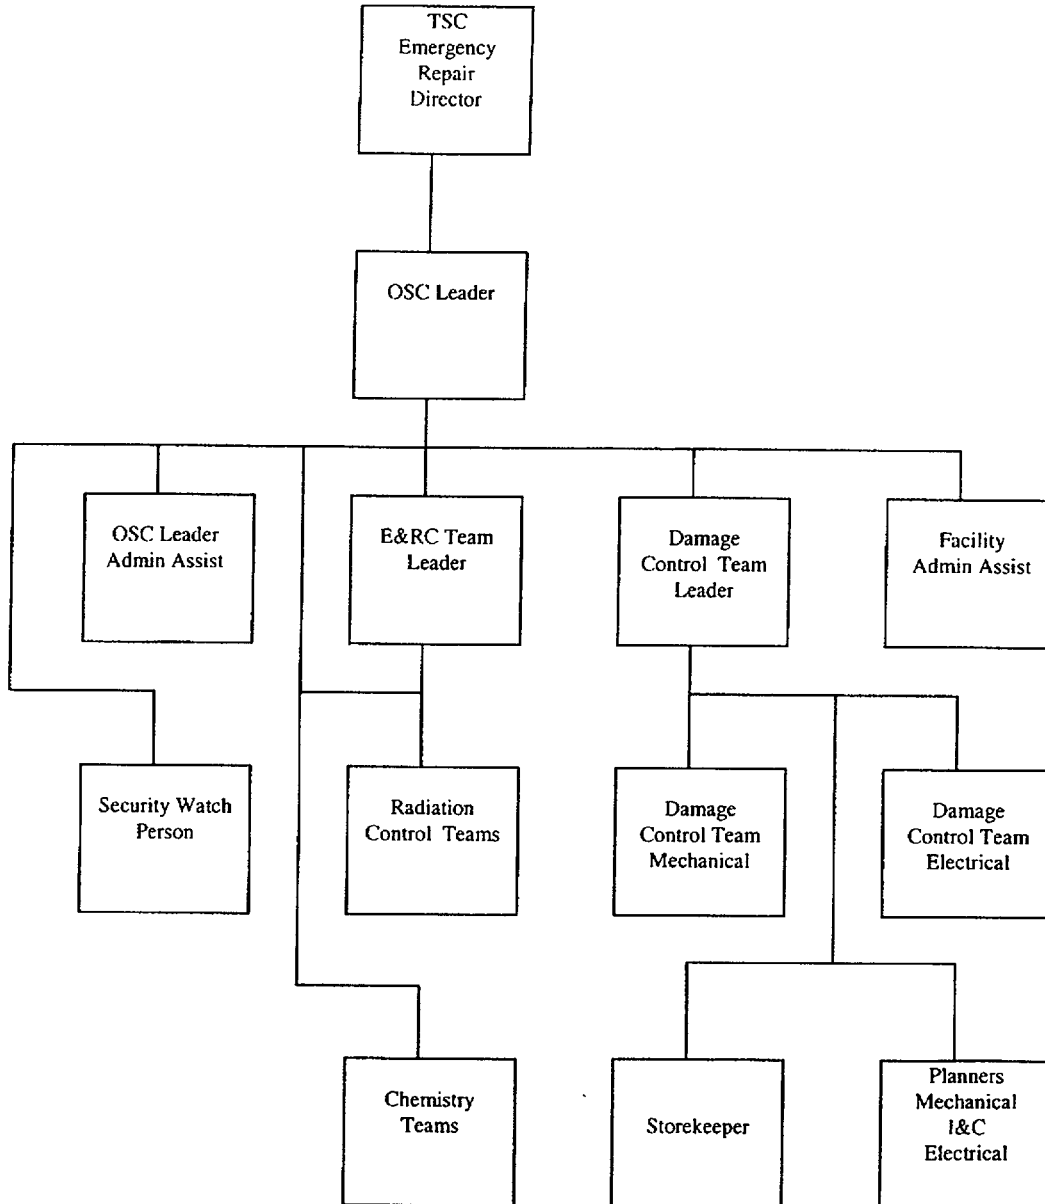 TSC
Emergency
Repair
Director
OSC Leader
OSC Leader
Admin Assist
E&RC Team
Leader
Damage
Control Team
Leader
Facility
Admin Assist
Security Watch
Person
Radiation
Control Teams
Damage
Control Team
Mechanical
Damage
Control Team
Electrical
Chemistry
Teams
Storekeeper
Planners
Mechanical
I&C
Electrical